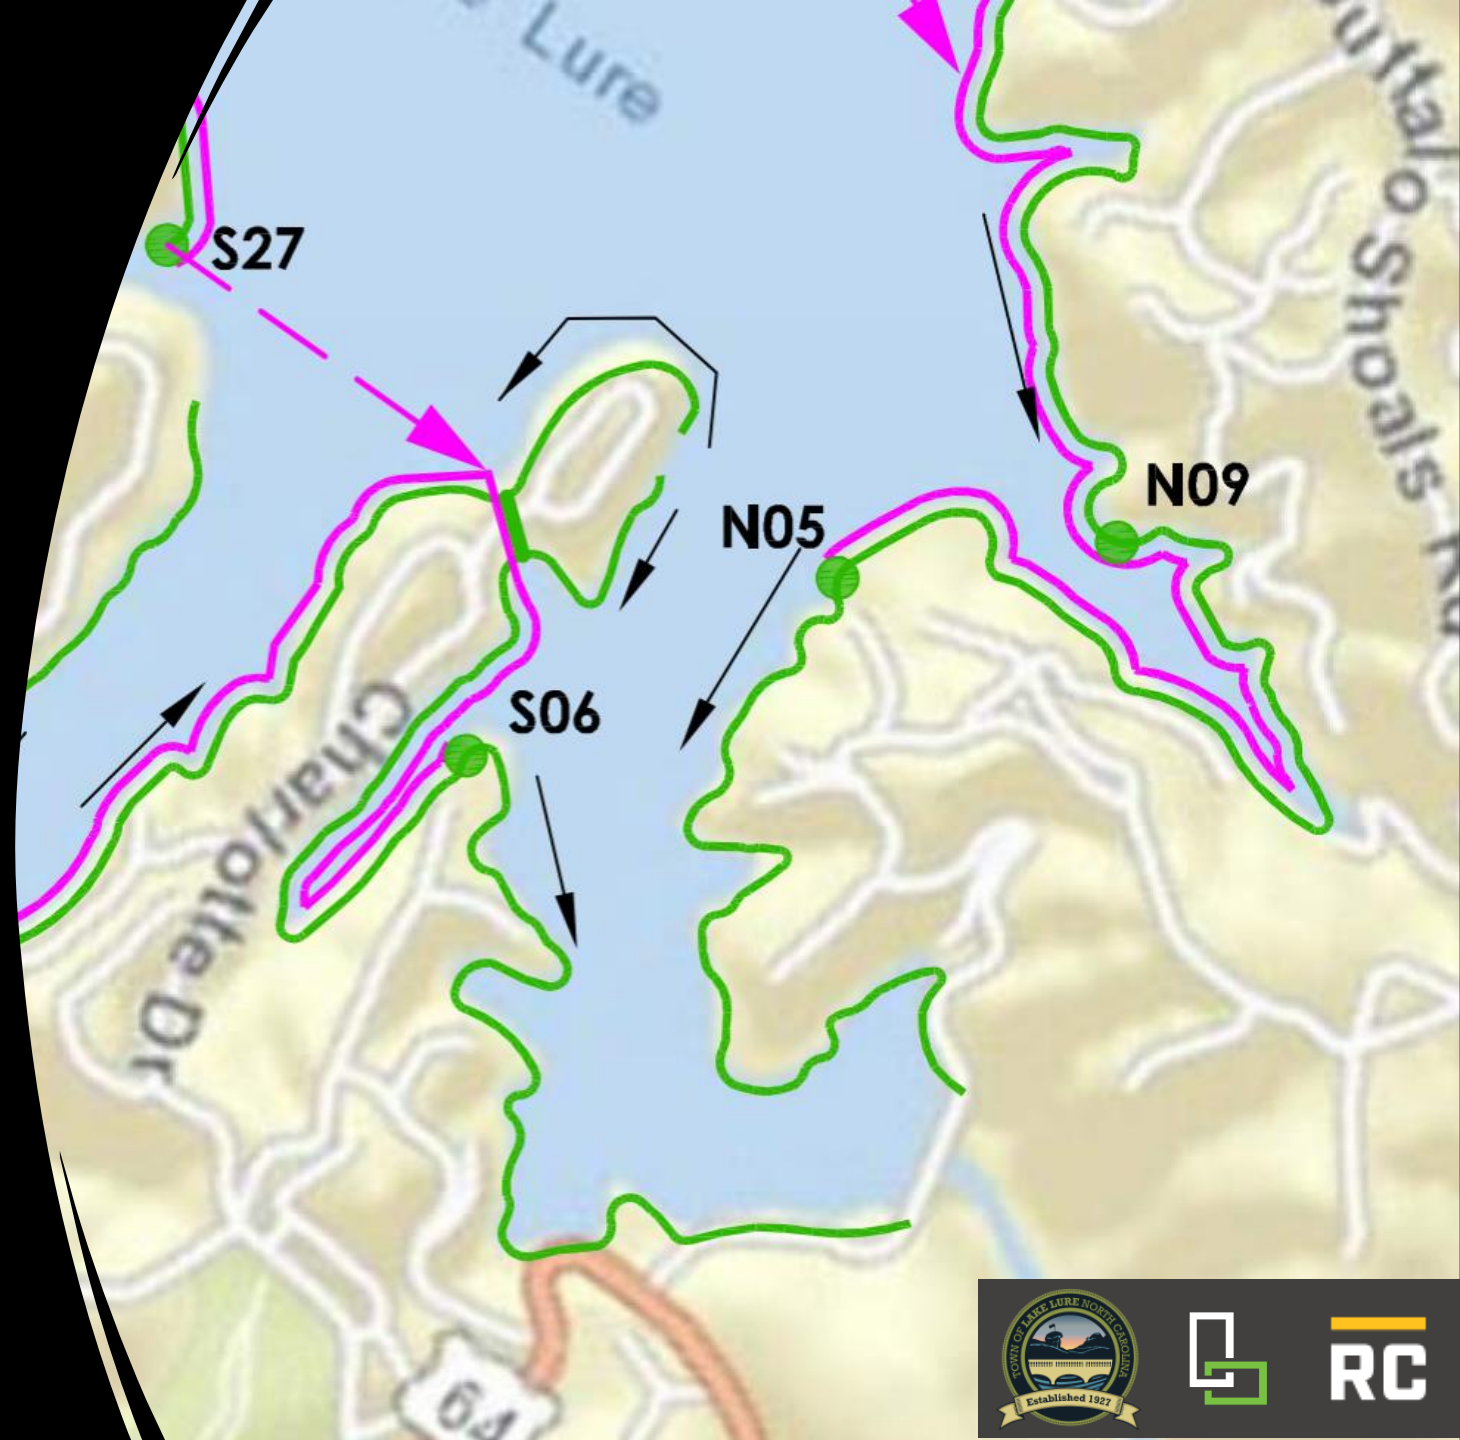 Lure
Buffalo Shoals Rd
S27
N09
N05
S06
Charlotte Dr
64
TOWN OF LAKE LURE NORTH CAROLINA
Established 1927
RC